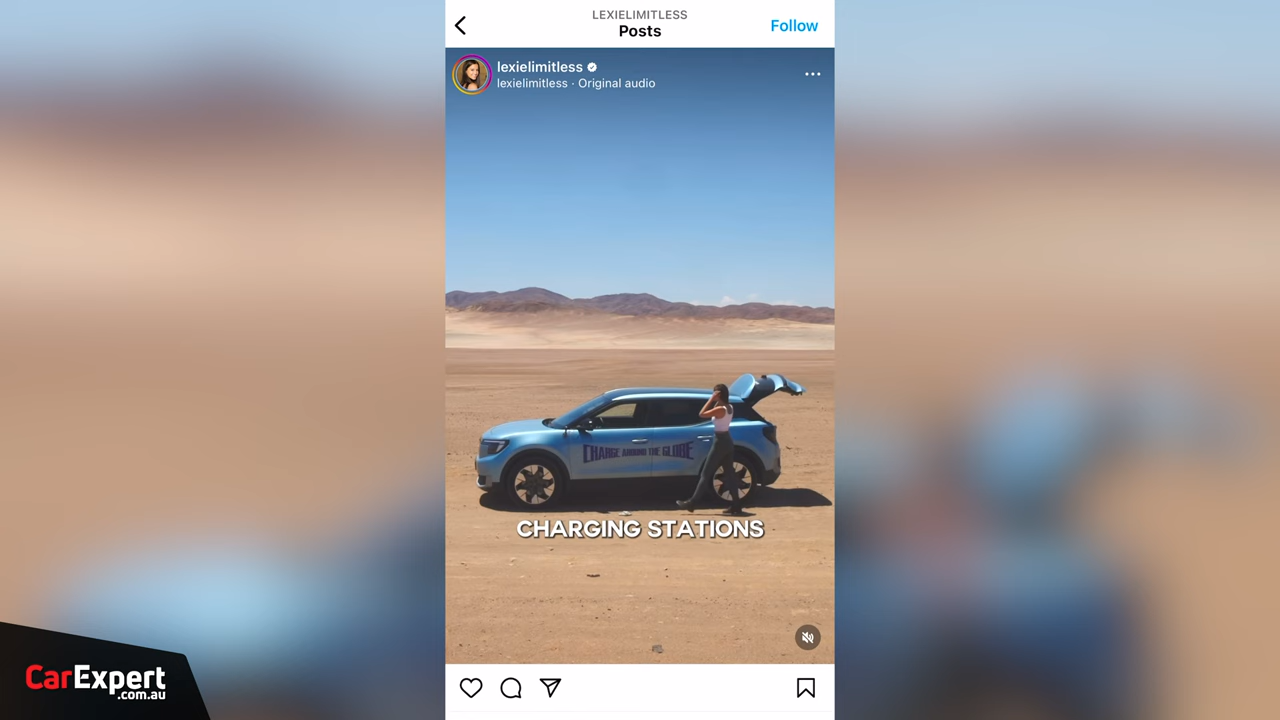 LEXIELIMITLESS
Posts
Follow
lexielimitless
lexielimitless · Original audio
CHARGE AROUND THE GLOBE
CHARGING STATIONS
CarExpert
.com.au